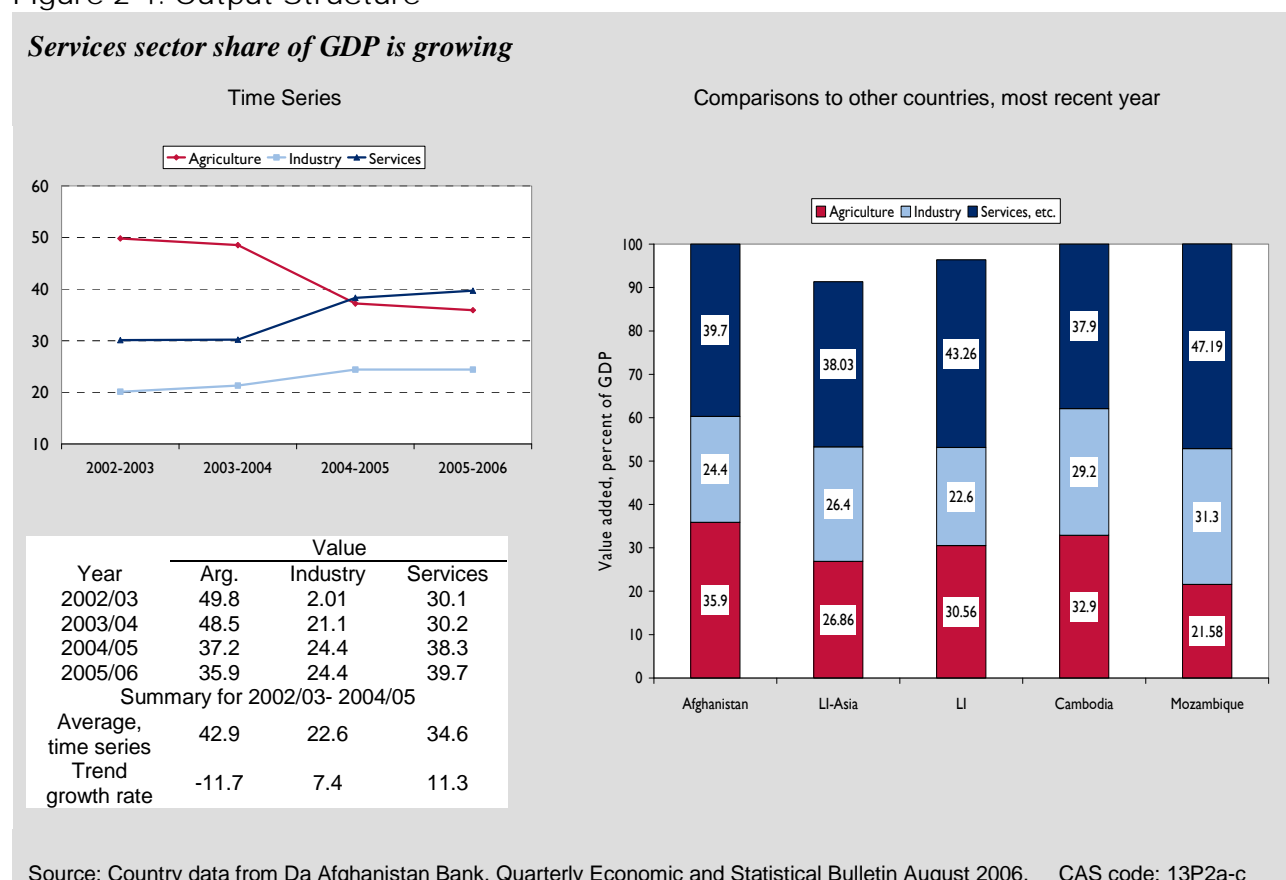 Figure 2-1. Output Structure
Services sector share of GDP is growing
Time Series
Agriculture Industry Services
60
50
40
30
20
10
2002-2003 2003-2004 2004-2005 2005-2006
Value
Year Arg. Industry Services
2002/03 49.8 2.01 30.1
2003/04 48.5 21.1 30.2
2004/05 37.2 24.4 38.3
2005/06 35.9 24.4 39.7
Summary for 2002/03- 2004/05
Average,
time series 42.9 22.6 34.6
Trend
growth rate -11.7 7.4 11.3
Comparisons to other countries, most recent year
Agriculture Industry Services, etc.
Value added, percent of GDP
100
90
80
70
60
50
40
30
20
10
0
39.7 38.03 43.26 37.9 47.19
24.4 26.4 22.6 29.2 31.3
35.9 26.86 30.56 32.9 21.58
Afghanistan LI-Asia LI Cambodia Mozambique
Source: Country data from Da Afghanistan Bank, Quarterly Economic and Statistical Bulletin August 2006. CAS code: 13P2a-c